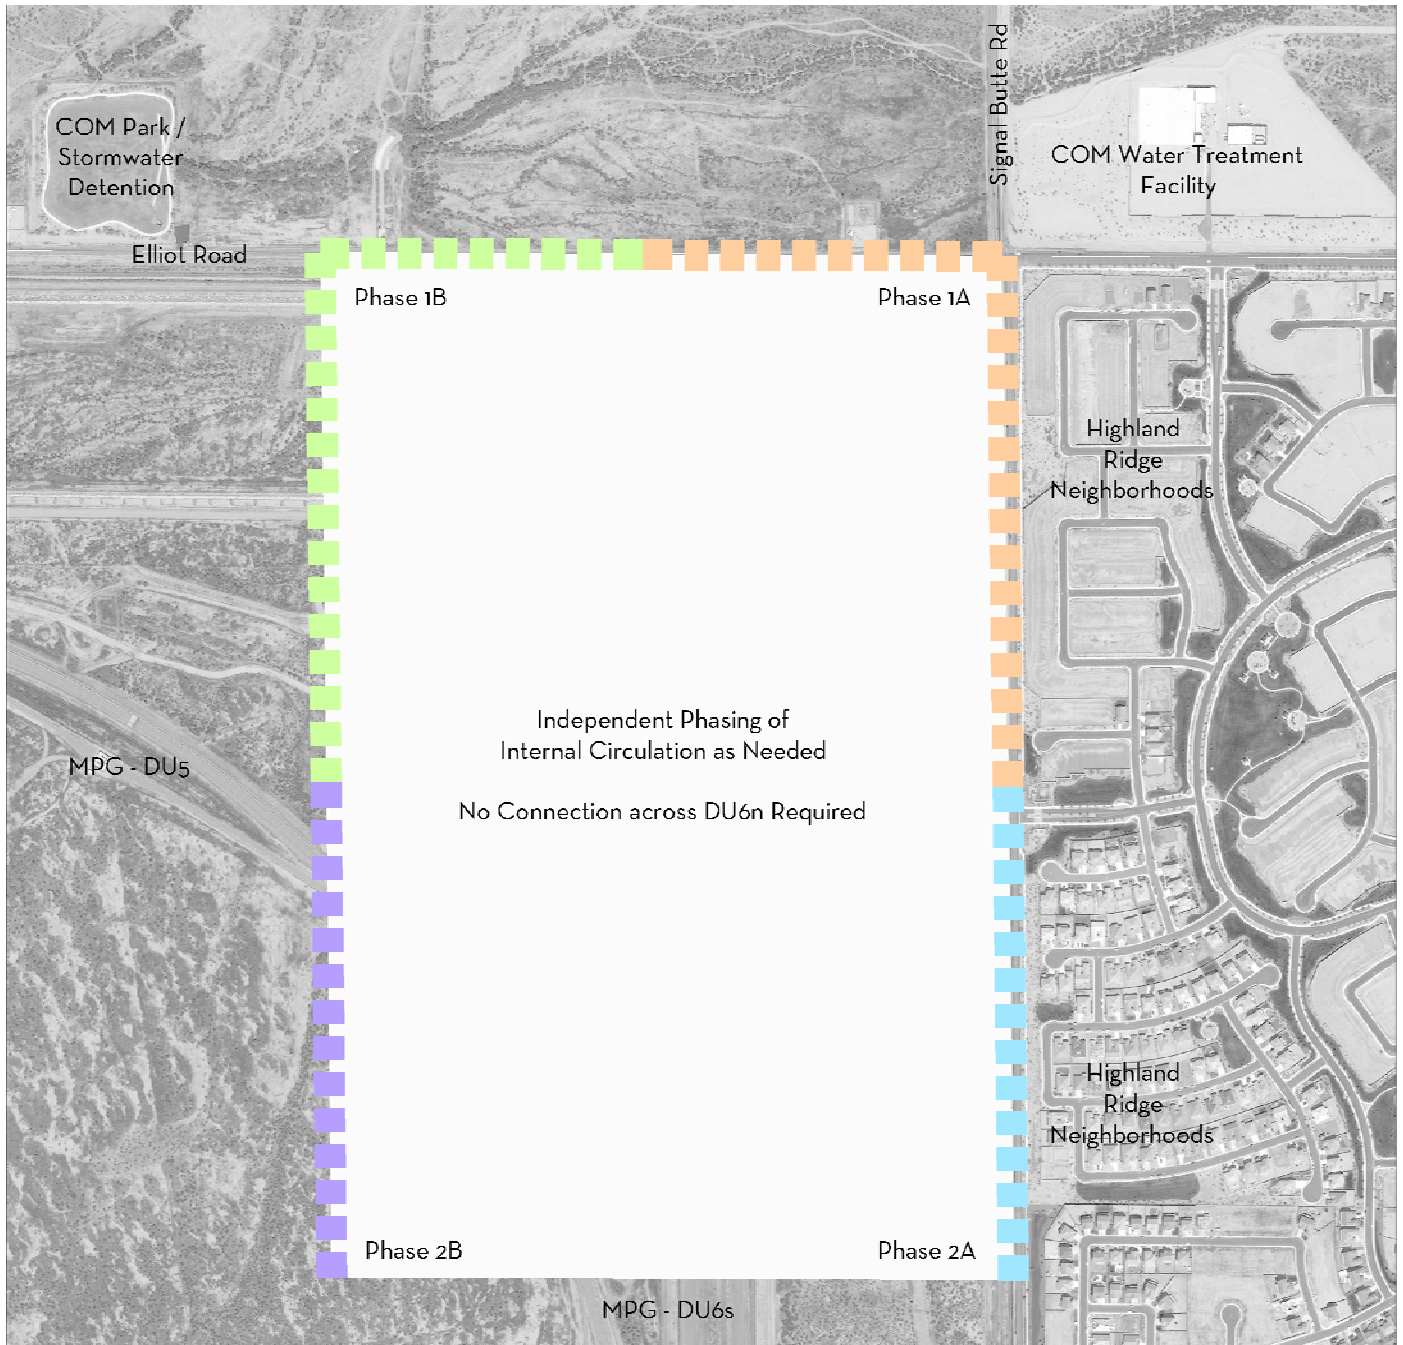 Signal Butte Rd
COM Park /
Stormwater
Detention
COM Water Treatment
Facility
Elliot Road
Phase 1B
Phase 1A
Highland
Ridge
Neighborhoods
Independent Phasing of
Internal Circulation as Needed
MPG - DU5
No Connection across DU6n Required
Highland
Ridge
Neighborhoods
Phase 2B
Phase 2A
MPG - DU6s